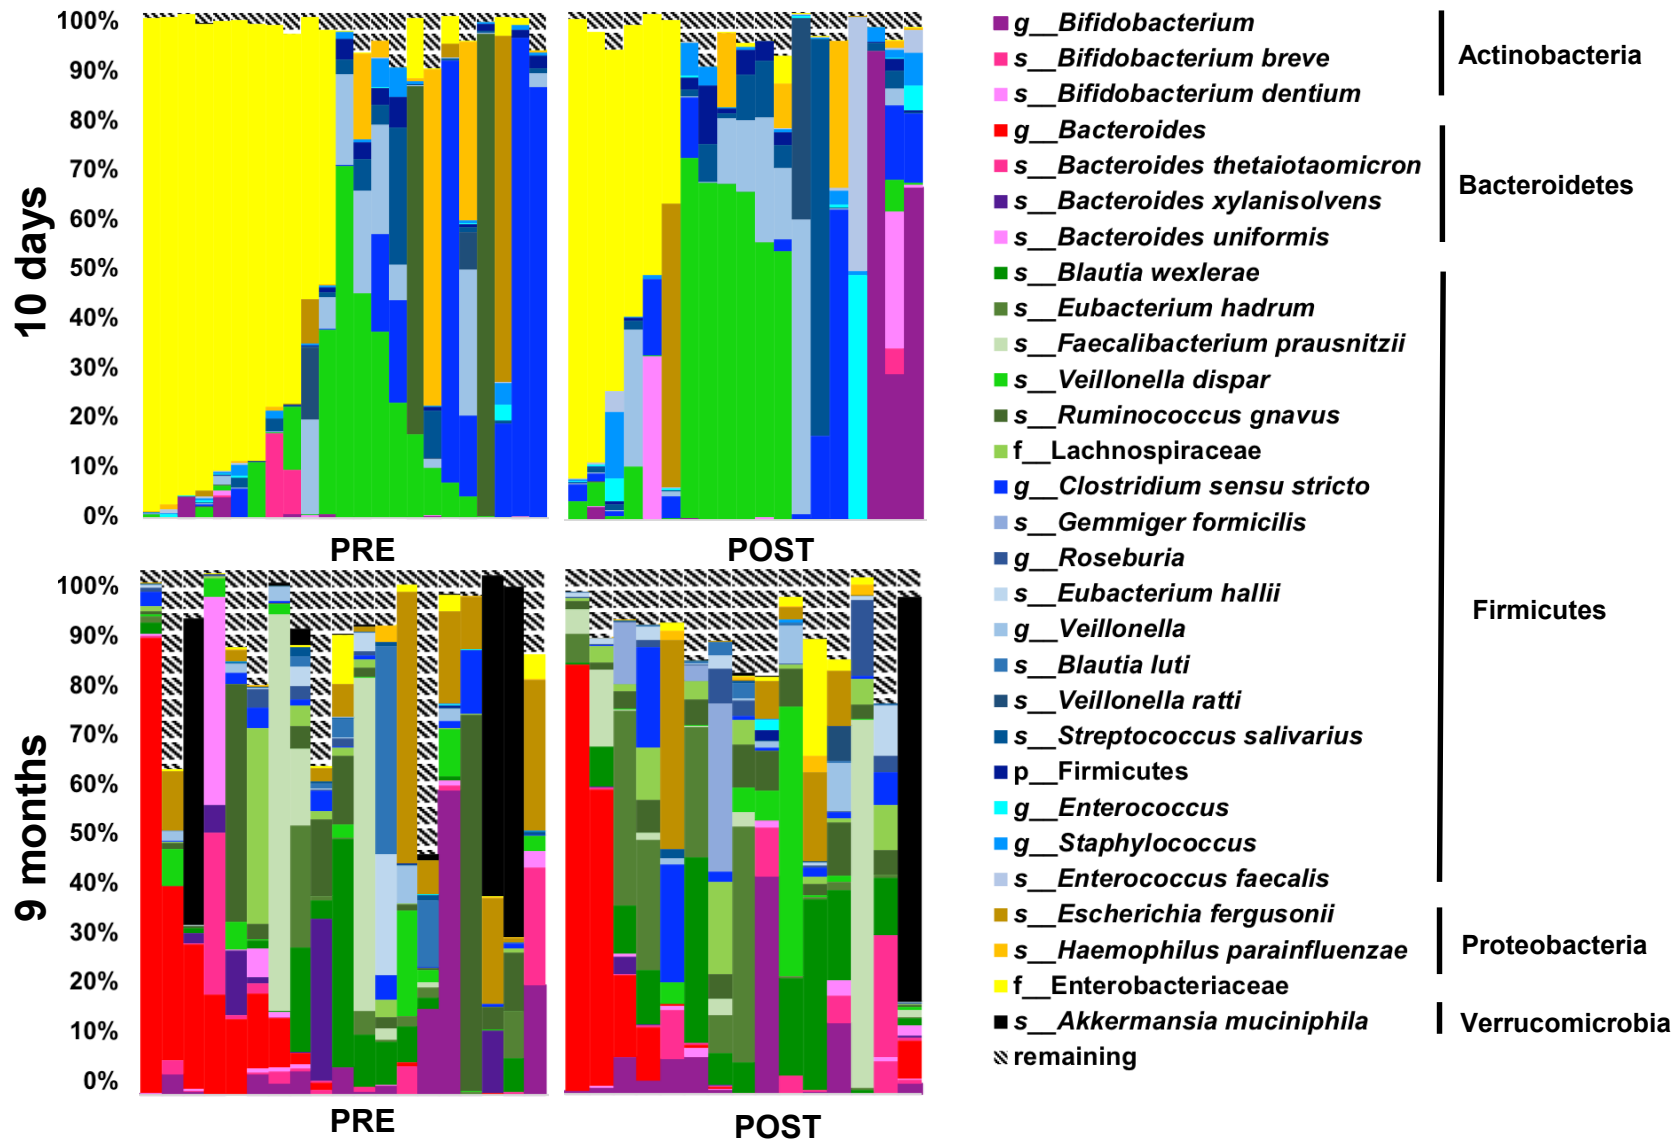 10 days
100%
90%
80%
70%
60%
50%
40%
30%
20%
10%
0%
PRE
POST
9 months
100%
90%
80%
70%
60%
50%
40%
30%
20%
10%
0%
PRE
POST
g__Bifidobacterium
s__Bifidobacterium breve
s__Bifidobacterium dentium
g__Bacteroides
s__Bacteroides thetaiotaomicron
s__Bacteroides xylanisolvens
s__Bacteroides uniformis
s__Blautia wexlerae
s__Eubacterium hadrum
s__Faecalibacterium prausnitzii
s__Veillonella dispar
s__Ruminococcus gnavus
f__Lachnospiraceae
g__Clostridium sensu stricto
s__Gemmiger formicilis
g__Roseburia
s__Eubacterium hallii
g__Veillonella
s__Blautia luti
s__Veillonella ratti
s__Streptococcus salivarius
p__Firmicutes
g__Enterococcus
g__Staphylococcus
s__Enterococcus faecalis
s__Escherichia fergusonii
s__Haemophilus parainfluenzae
f__Enterobacteriaceae
s__Akkermansia muciniphila
remaining
Actinobacteria
Bacteroidetes
Firmicutes
Proteobacteria
Verrucomicrobia